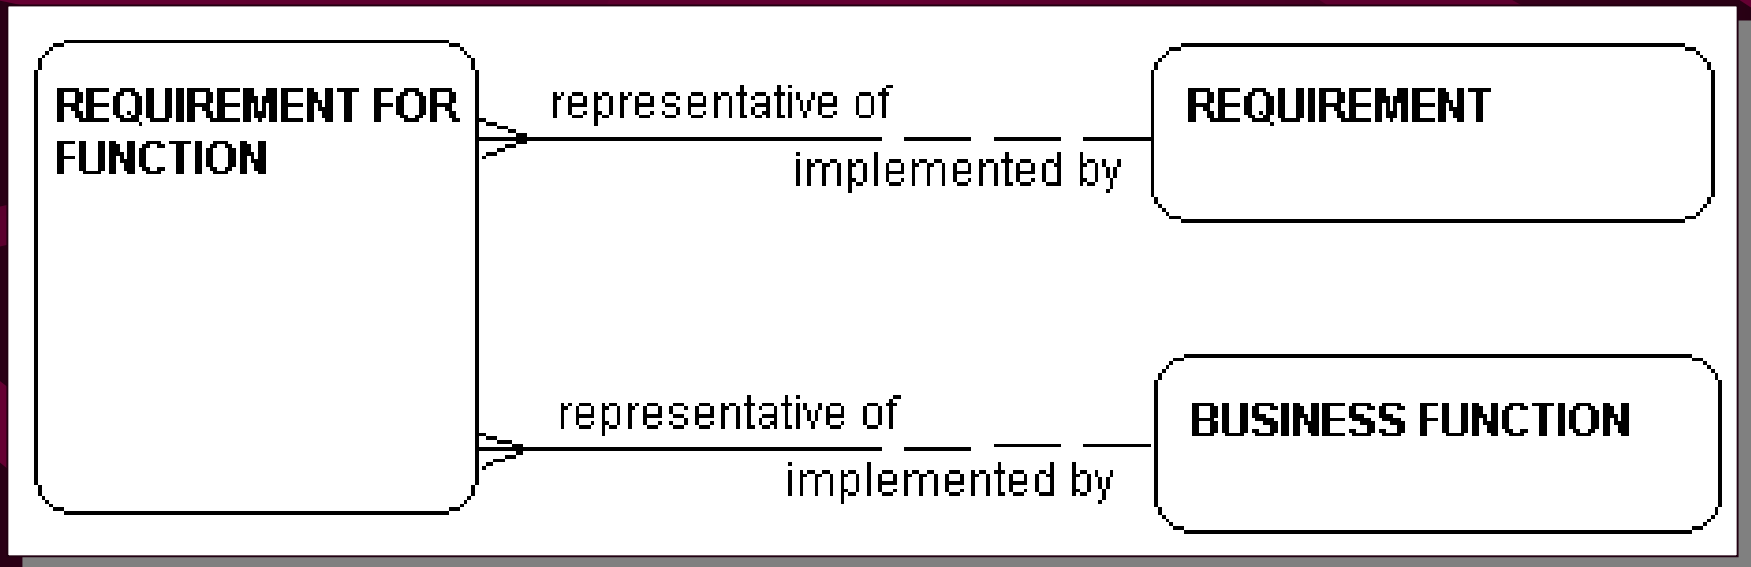 REQUIREMENT FOR
FUNCTION
representative of
implemented by
REQUIREMENT
representative of
implemented by
BUSINESS FUNCTION